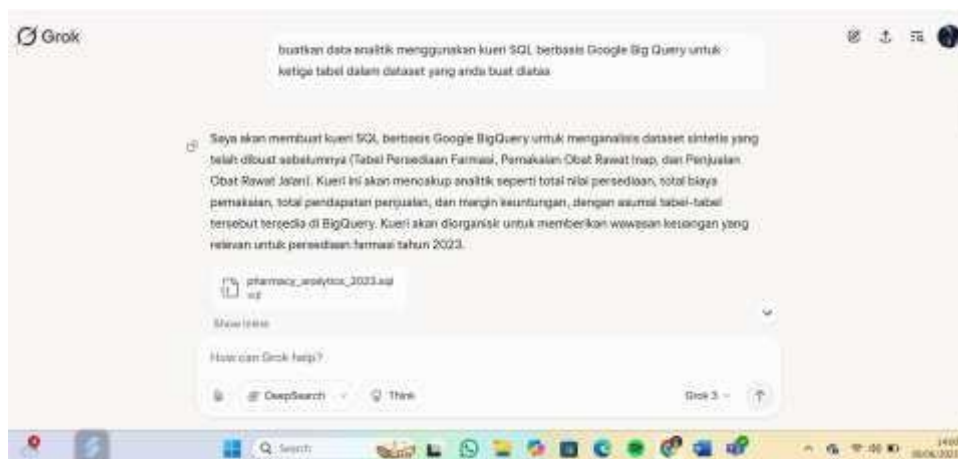 Grok
buatkan data analitik menggunakan kueri SQL berbasis Google Big Query untuk
ketiga tabel dalam dataset yang anda buat diataa
Saya akan membuat kueri SQL berbasis Google BigQuery untuk menganalisis dataset sintetis yang
telah dibuat sebelumnya (Tabel Persediaan Farmasi, Pemakaian Obat Rawat Inap, dan Penjualan
Obat Rawat Jalan). Kueri ini akan mencakup analitik seperti total nilai persediaan, total biaya
pemakaian, total pendapatan penjualan, dan margin keuntungan, dengan asumsi tabel-tabel
tersebut tersedia di BigQuery. Kueri akan diorganisir untuk memberikan wawasan keuangan yang
relevan untuk persediaan farmasi tahun 2023.
pharmacy_analytics_2023.sql
sql
Show inline
How can Grok help?
DeepSearch
Think
Grok 3
Search